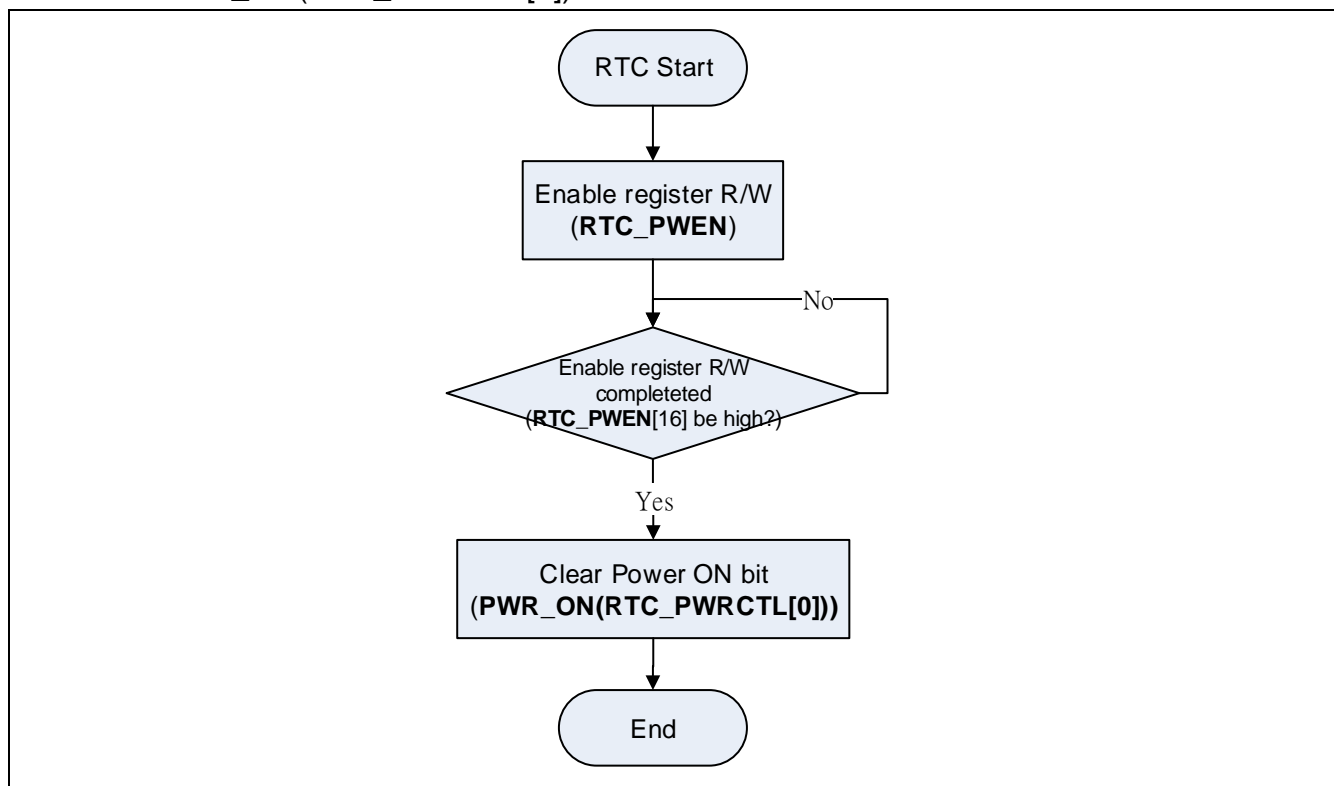 RTC Start
Enable register R/W
(RTC_PWEN)
No
Enable register R/W
completeted
(RTC_PWEN[16] be high?)
Yes
Clear Power ON bit
(PWR_ON(RTC_PWRCTL[0]))
End